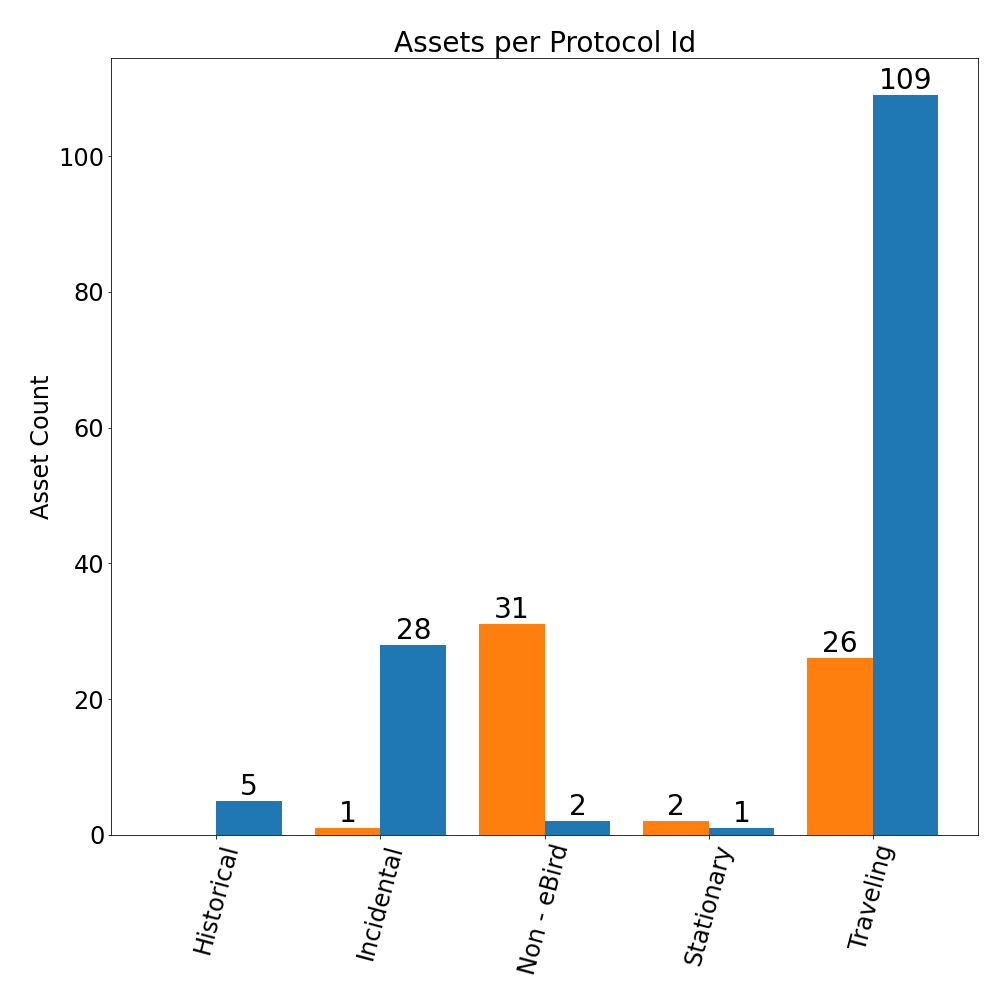 Assets per Protocol Id
Asset Count
100
80
60
40
20
0
5
1
28
31
2
2
1
26
109
Historical
Incidental
Non - eBird
Stationary
Traveling